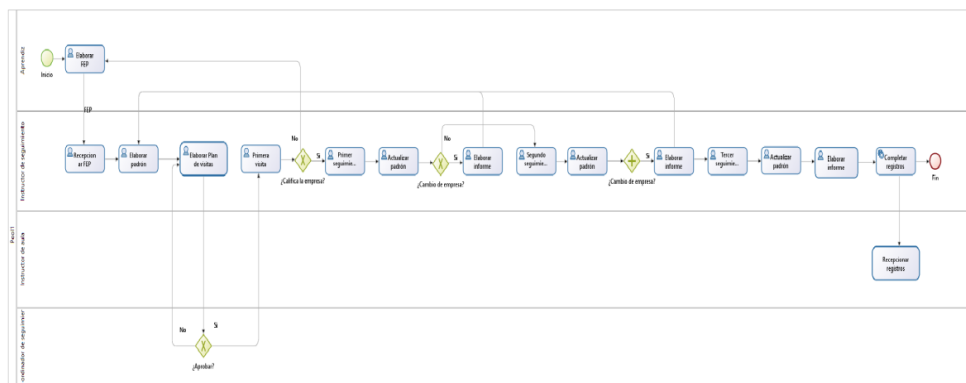 Aprendiz
Inicio
Elaborar
FEP
FEP
No
No
Instructor de seguimiento
Recepcion
ar FEP
Elaborar
padrón
Elaborar Plan
de visitas
Primera
visita
Si
Primer
seguimie...
Actualizar
padrón
Si
Elaborar
informe
Segundo
seguimie...
Actualizar
padrón
Si
Elaborar
informe
Tercer
seguimie...
Actualizar
padrón
Elaborar
informe
Completar
registros
Fin
¿Califica la empresa?
¿Cambio de empresa?
¿Cambio de empresa?
Instructor de aula
Recepcionar
registros
No
Si
ordinador de seguimier
¿Aprobar?